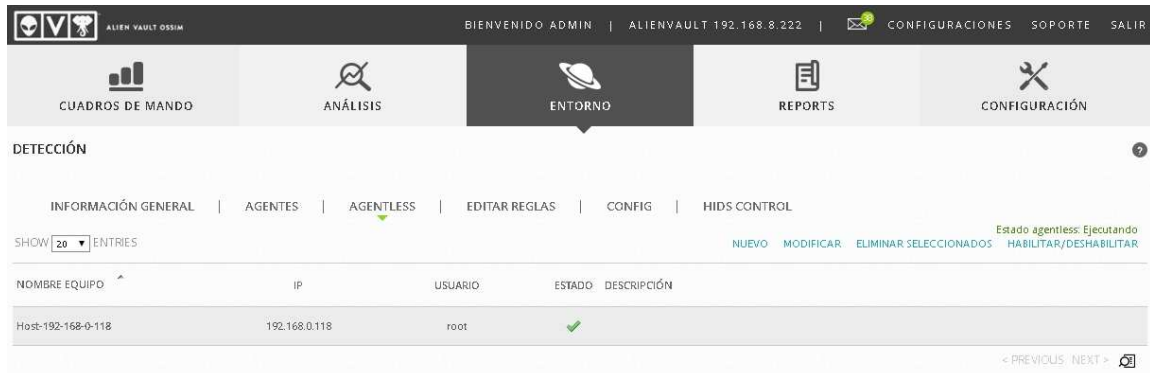 ALIEN VAULT OSSIM BIENVENIDO ADMIN | ALIENVAULT 192.168.8.222 | CONFIGURACIONES SOPORTE SALIR
CUADROS DE MANDO ANÁLISIS ENTORNO REPORTS CONFIGURACIÓN
DETECCIÓN ?
INFORMACIÓN GENERAL | AGENTES | AGENTLESS | EDITAR REGLAS | CONFIG | HIDS CONTROL
Estado agentless: Ejecutando
SHOW 20 ENTRIES NUEVO MODIFICAR ELIMINAR SELECCIONADOS HABILITAR/DESHABILITAR
NOMBRE EQUIPO IP USUARIO ESTADO DESCRIPCIÓN
Host-192-168-0-118 192.168.0.118 root
< PREVIOUS NEXT >